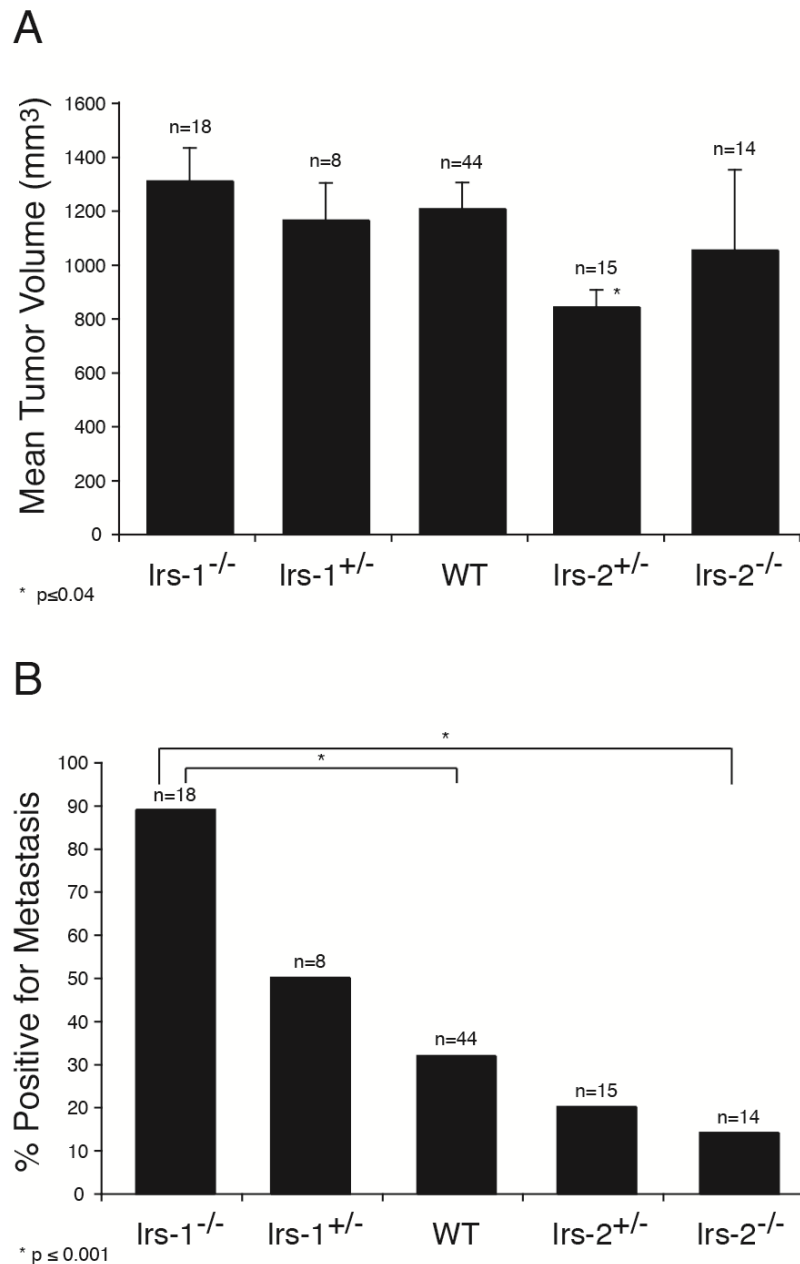 A
Mean Tumor Volume (mm3)
1600
1400
1200
1000
800
600
400
200
0
n=18
n=8
n=44
n=15
*
n=14
Irs-1-/-
Irs-1+/-
WT
Irs-2+/-
Irs-2-/-
* p≤0.04
B
% Positive for Metastasis
100
90
80
70
60
50
40
30
20
10
0
*
*
n=18
n=8
n=44
n=15
n=14
Irs-1-/-
Irs-1+/-
WT
Irs-2+/-
Irs-2-/-
* p ≤ 0.001